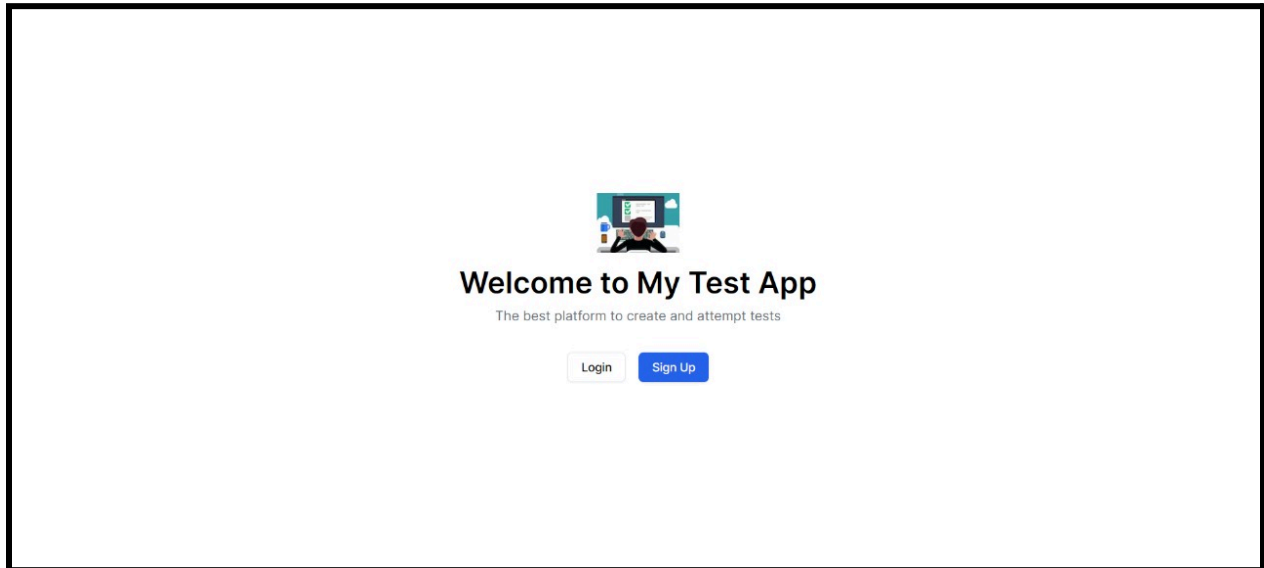 Welcome to My Test App
The best platform to create and attempt tests
Login
Sign Up